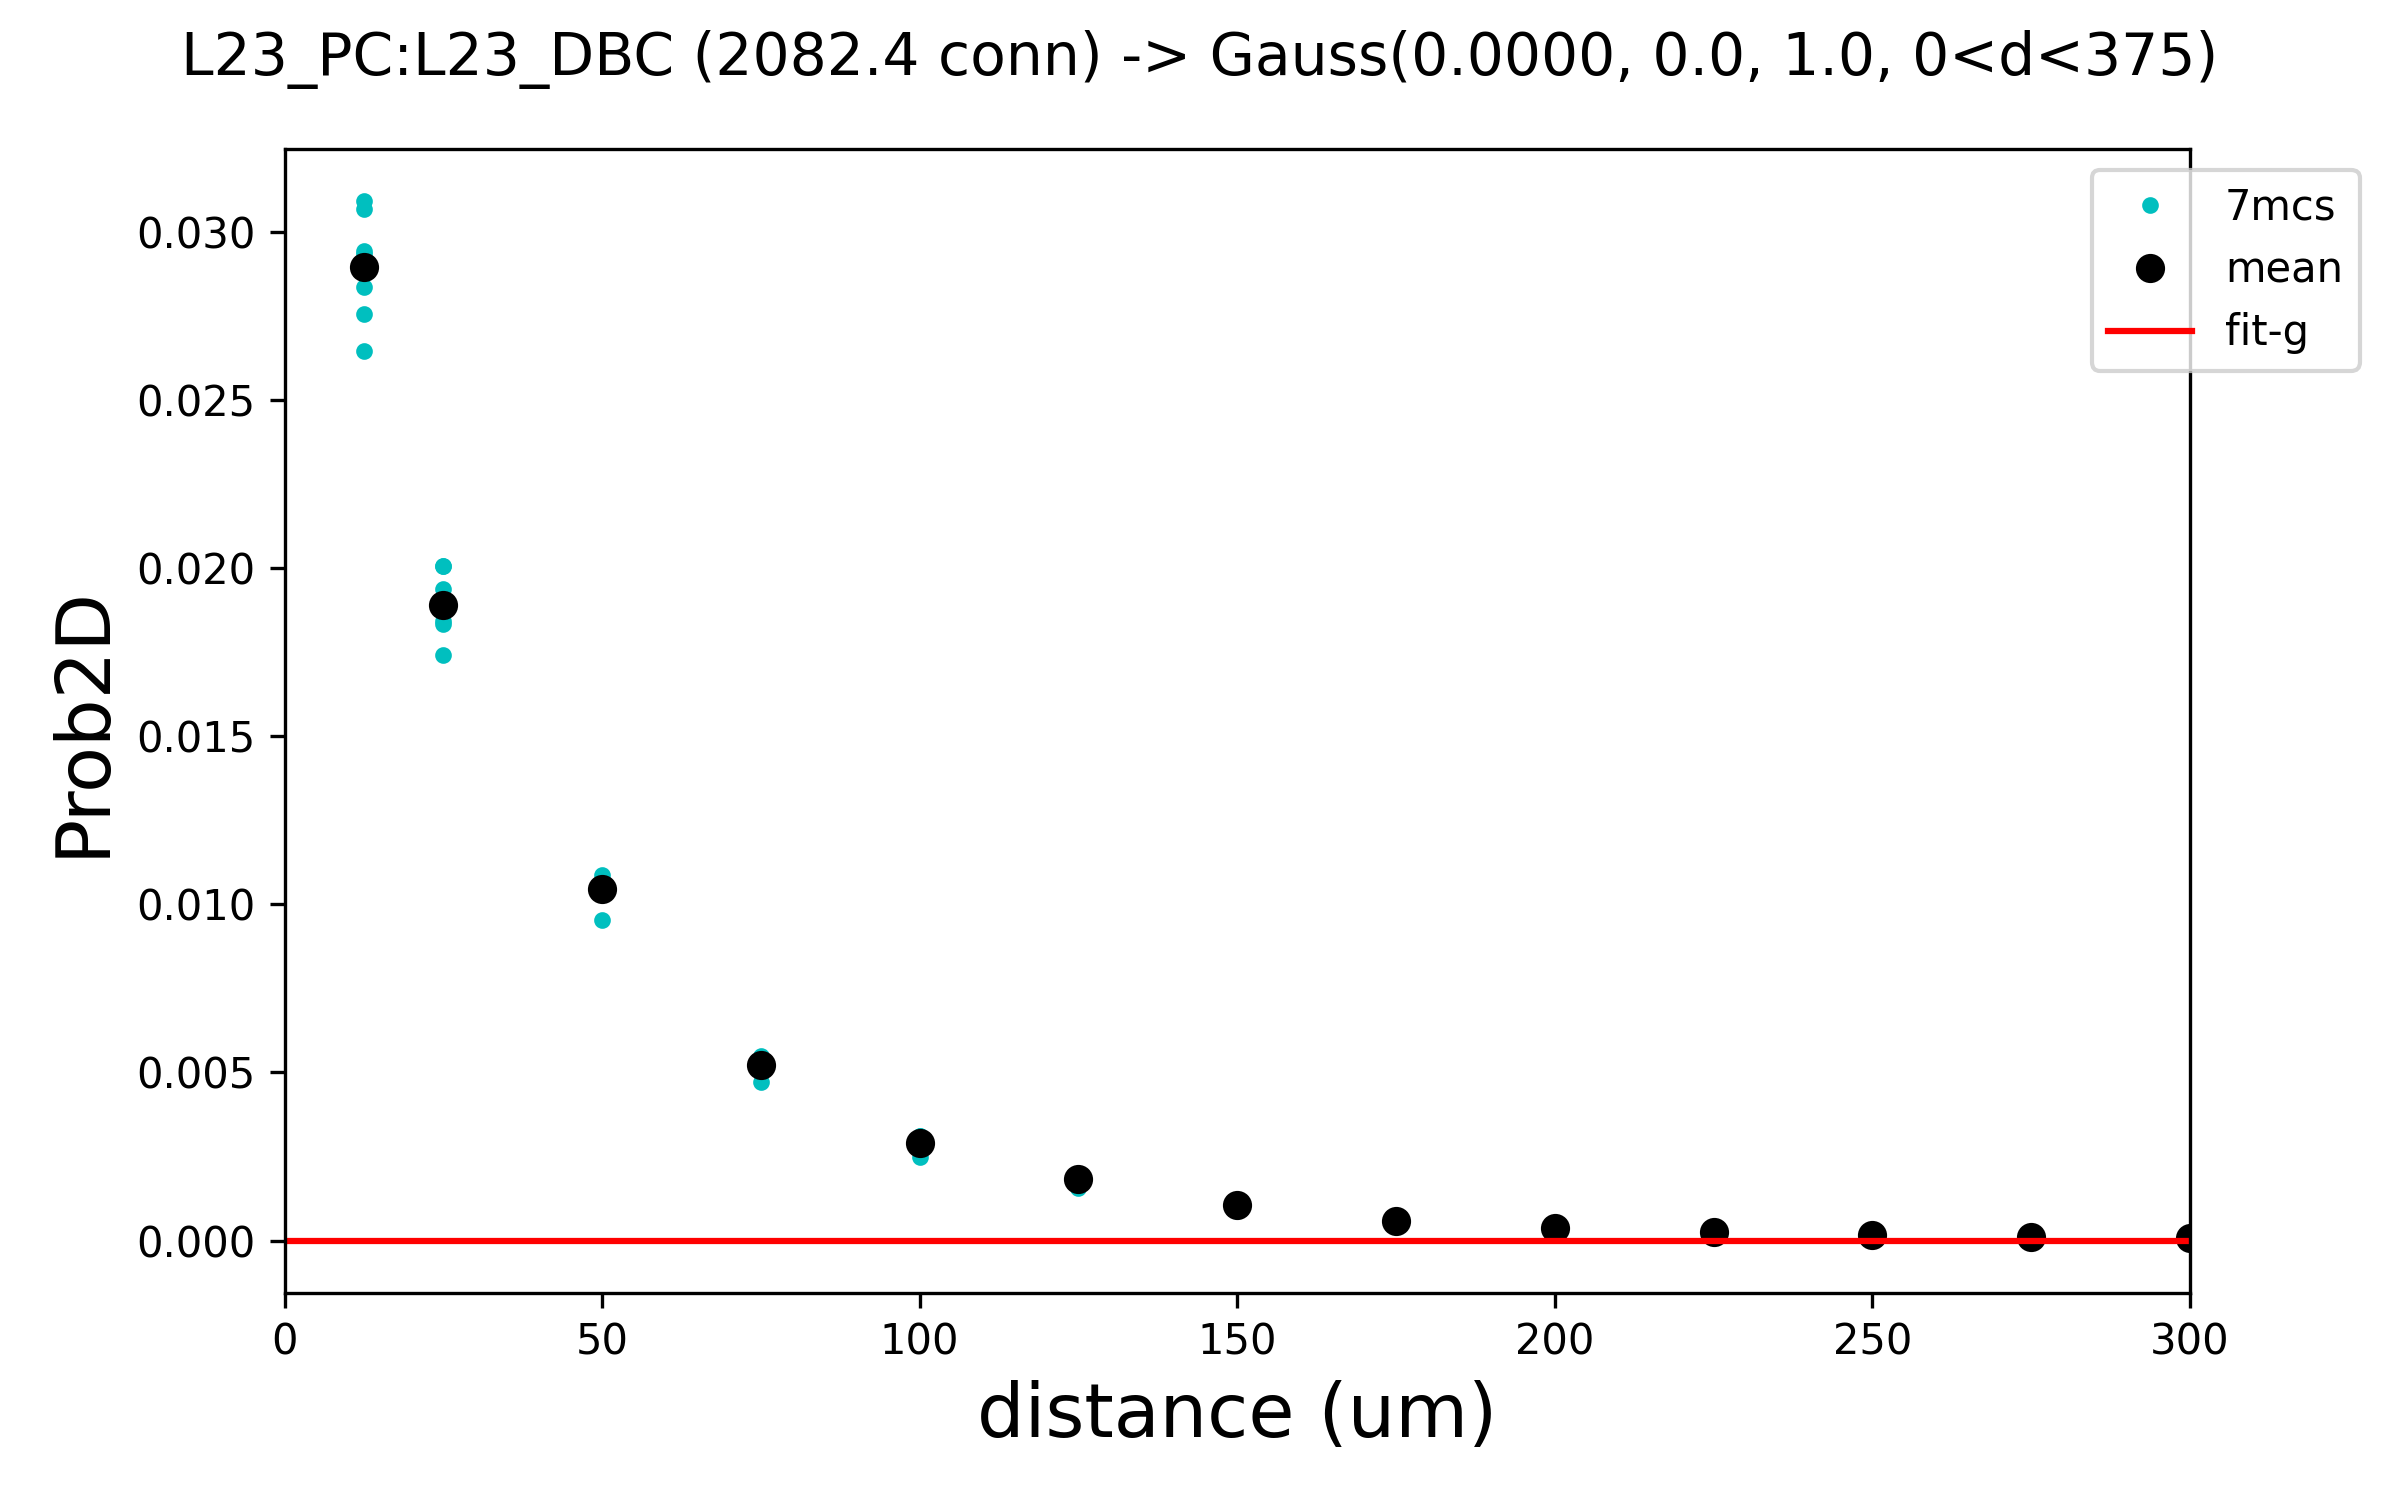 L23_PC:L23_DBC (2082.4 conn) -> Gauss(0.0000, 0.0, 1.0, 0<d<375)
7mcs
mean
fit-g
Prob2D
0.030
0.025
0.020
0.015
0.010
0.005
0.000
0 50 100 150 200 250 300
distance (um)